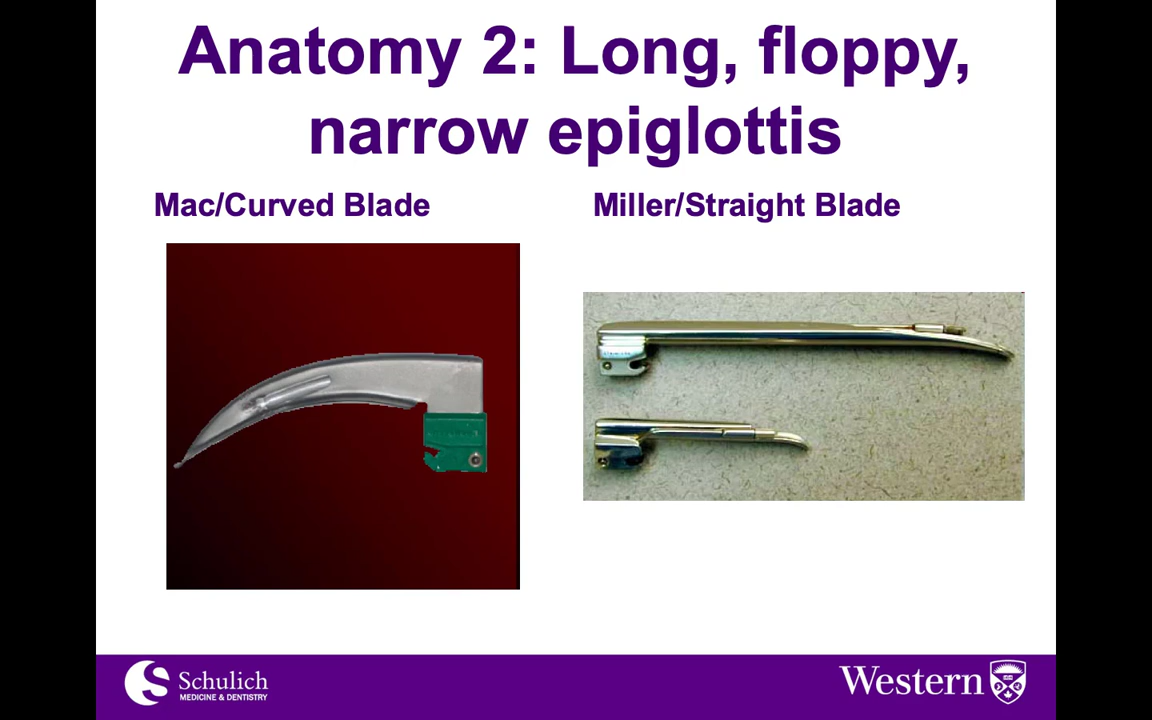 Anatomy 2: Long, floppy,
narrow epiglottis
Mac/Curved Blade
Miller/Straight Blade
Schulich
MEDICINE & DENTISTRY
Western